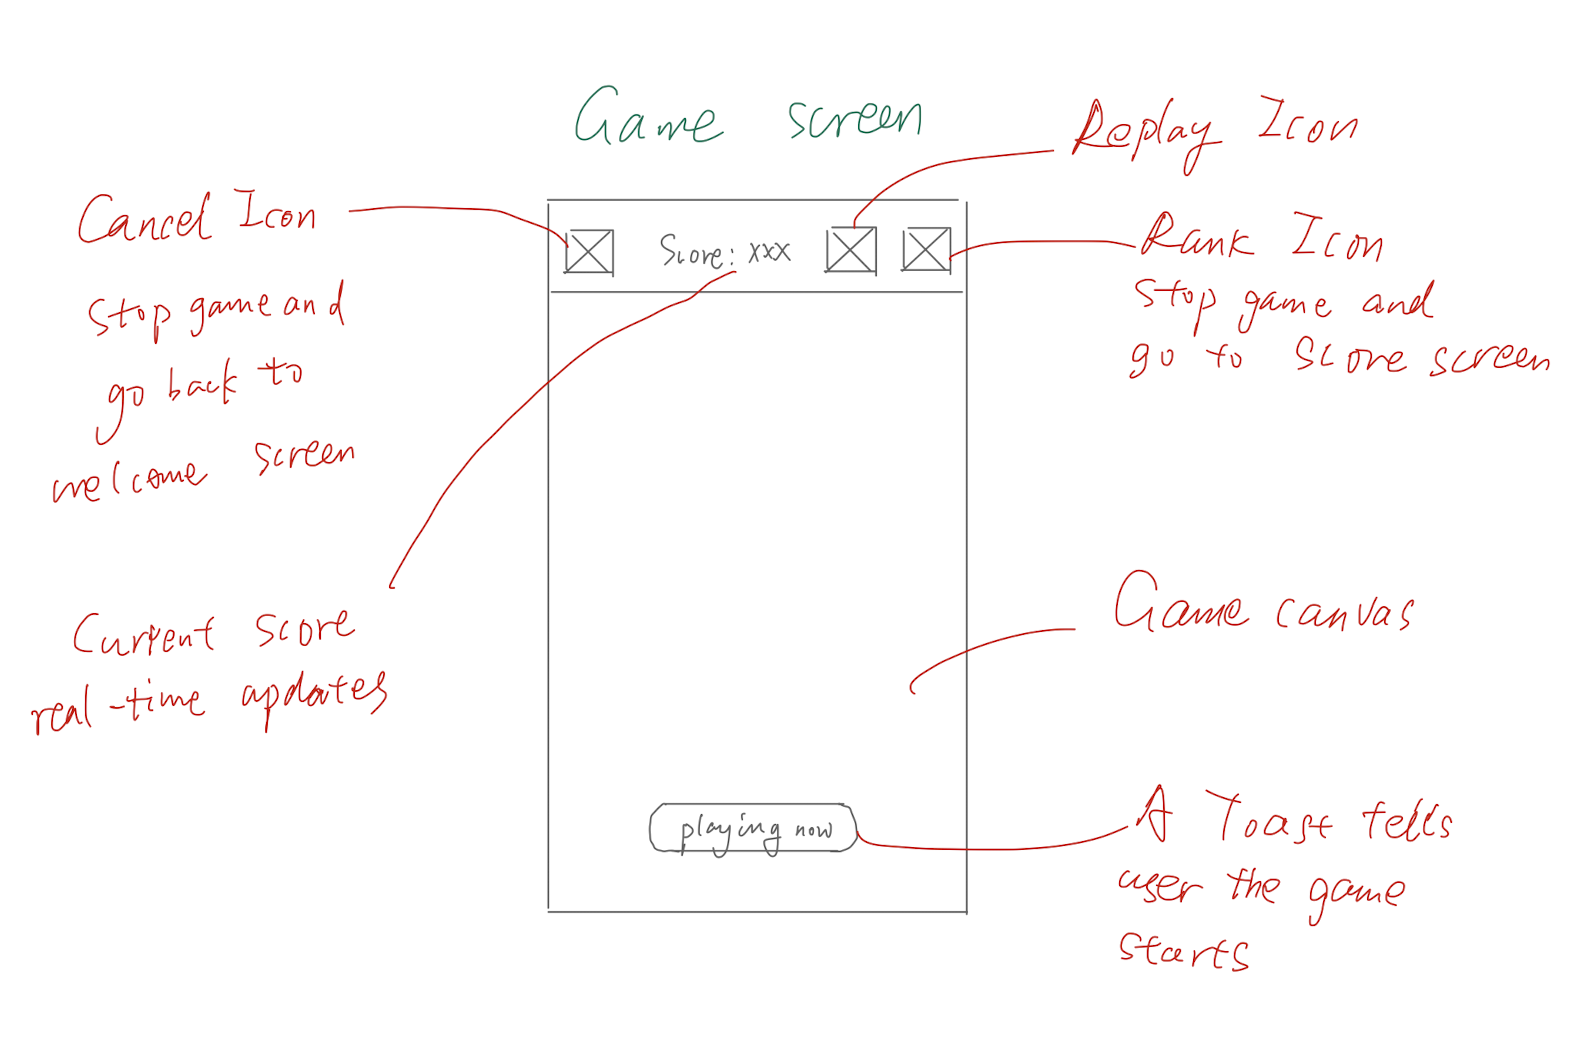 Game screen
Replay Icon
Cancel Icon
Stop game and
go back to
welcome screen
Score: xxx
Rank Icon
Stop game and
go to Score screen
Current score
real-time updates
Game canvas
playing now
A Toast tells
user the game
starts